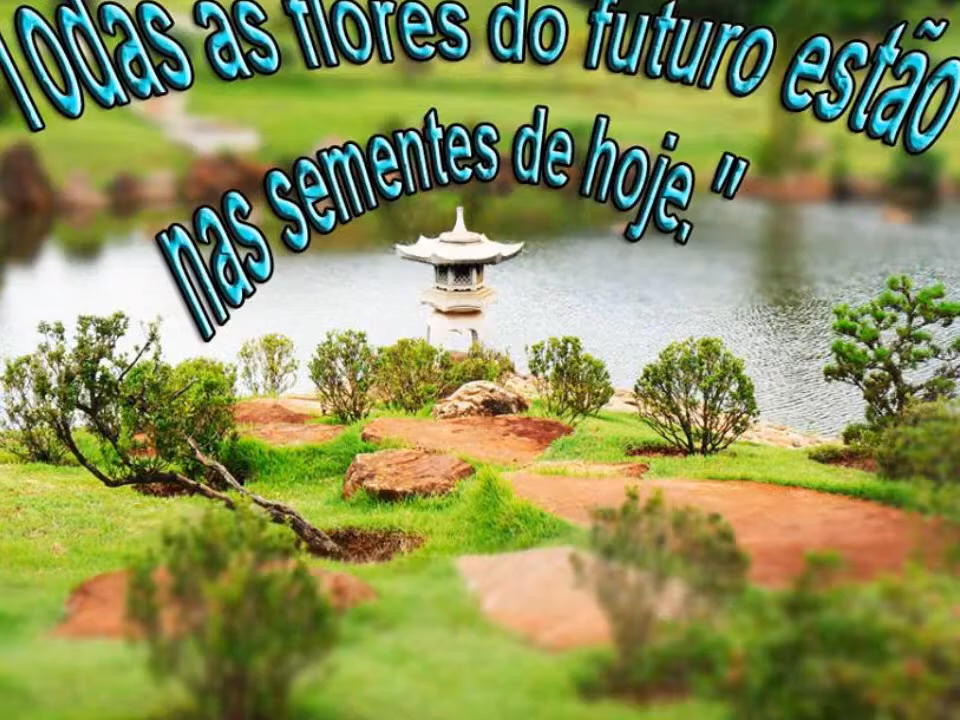 Todas as flores do futuro estão
nas sementes de hoje."